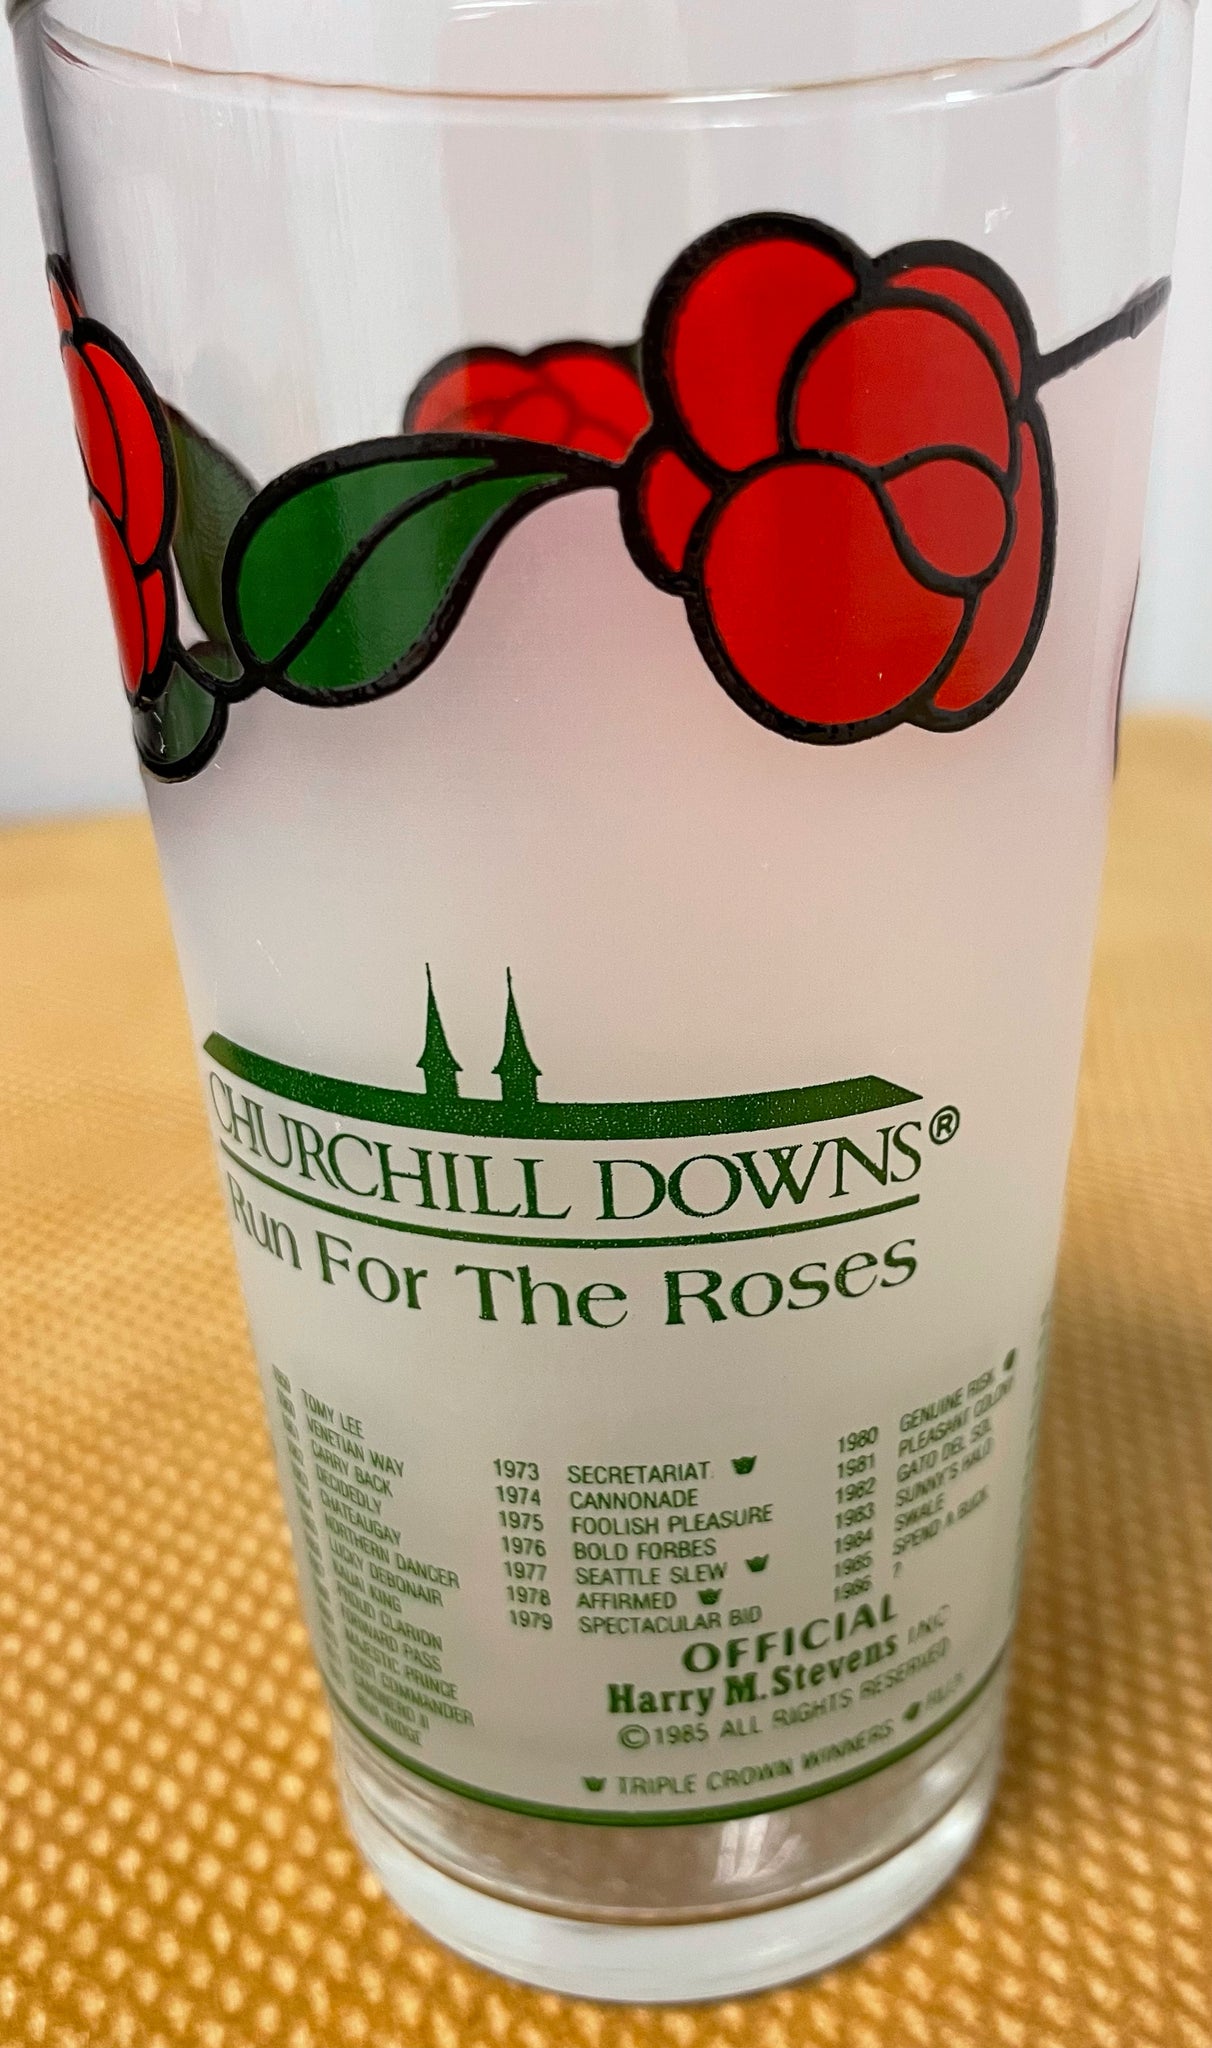 CHURCHILL DOWNS®
Run For The Roses
TOMY LEE
VENETIAN WAY
CARRY BACK
DECIDEDLY
CHATEAUGAY
NORTHERN DANCER
LUCKY DEBONAIR
KAUAI KING
PROUD CLARION
FORWARD PASS
MAJESTIC PRINCE
DUST COMMANDER
CANONERO II
RIVA RIDGE
1973 SECRETARIAT
1974 CANNONADE
1975 FOOLISH PLEASURE
1976 BOLD FORBES
1977 SEATTLE SLEW
1978 AFFIRMED
1979 SPECTACULAR BID
1980 GENUINE RISK
1981 PLEASANT COLONY
1982 GATO DEL SOL
1983 SUNNY'S HALO
1984 SWALE
1985 SPEND A BUCK
1986 ?
OFFICIAL
Harry M. Stevens INC
©1985 ALL RIGHTS RESERVED
TRIPLE CROWN WINNERS